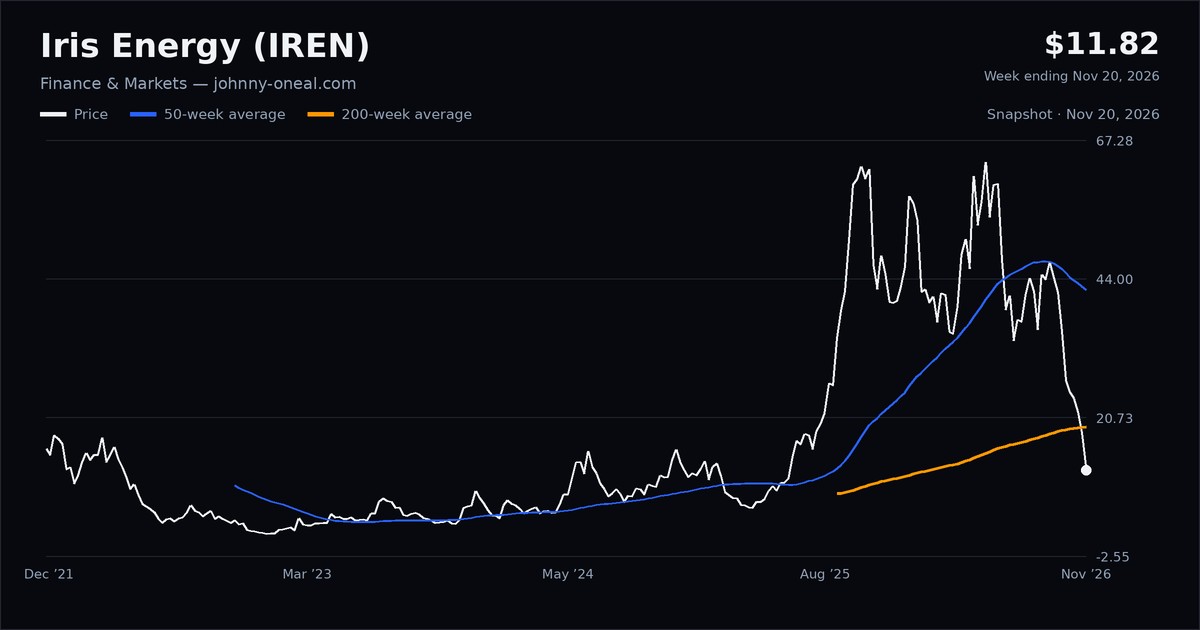 Iris Energy (IREN)
$11.82
Finance & Markets — johnny-oneal.com
Week ending Nov 20, 2026
Price
50-week average
200-week average
Snapshot · Nov 20, 2026
67.28
44.00
20.73
-2.55
Dec ’21
Mar ’23
May ’24
Aug ’25
Nov ’26